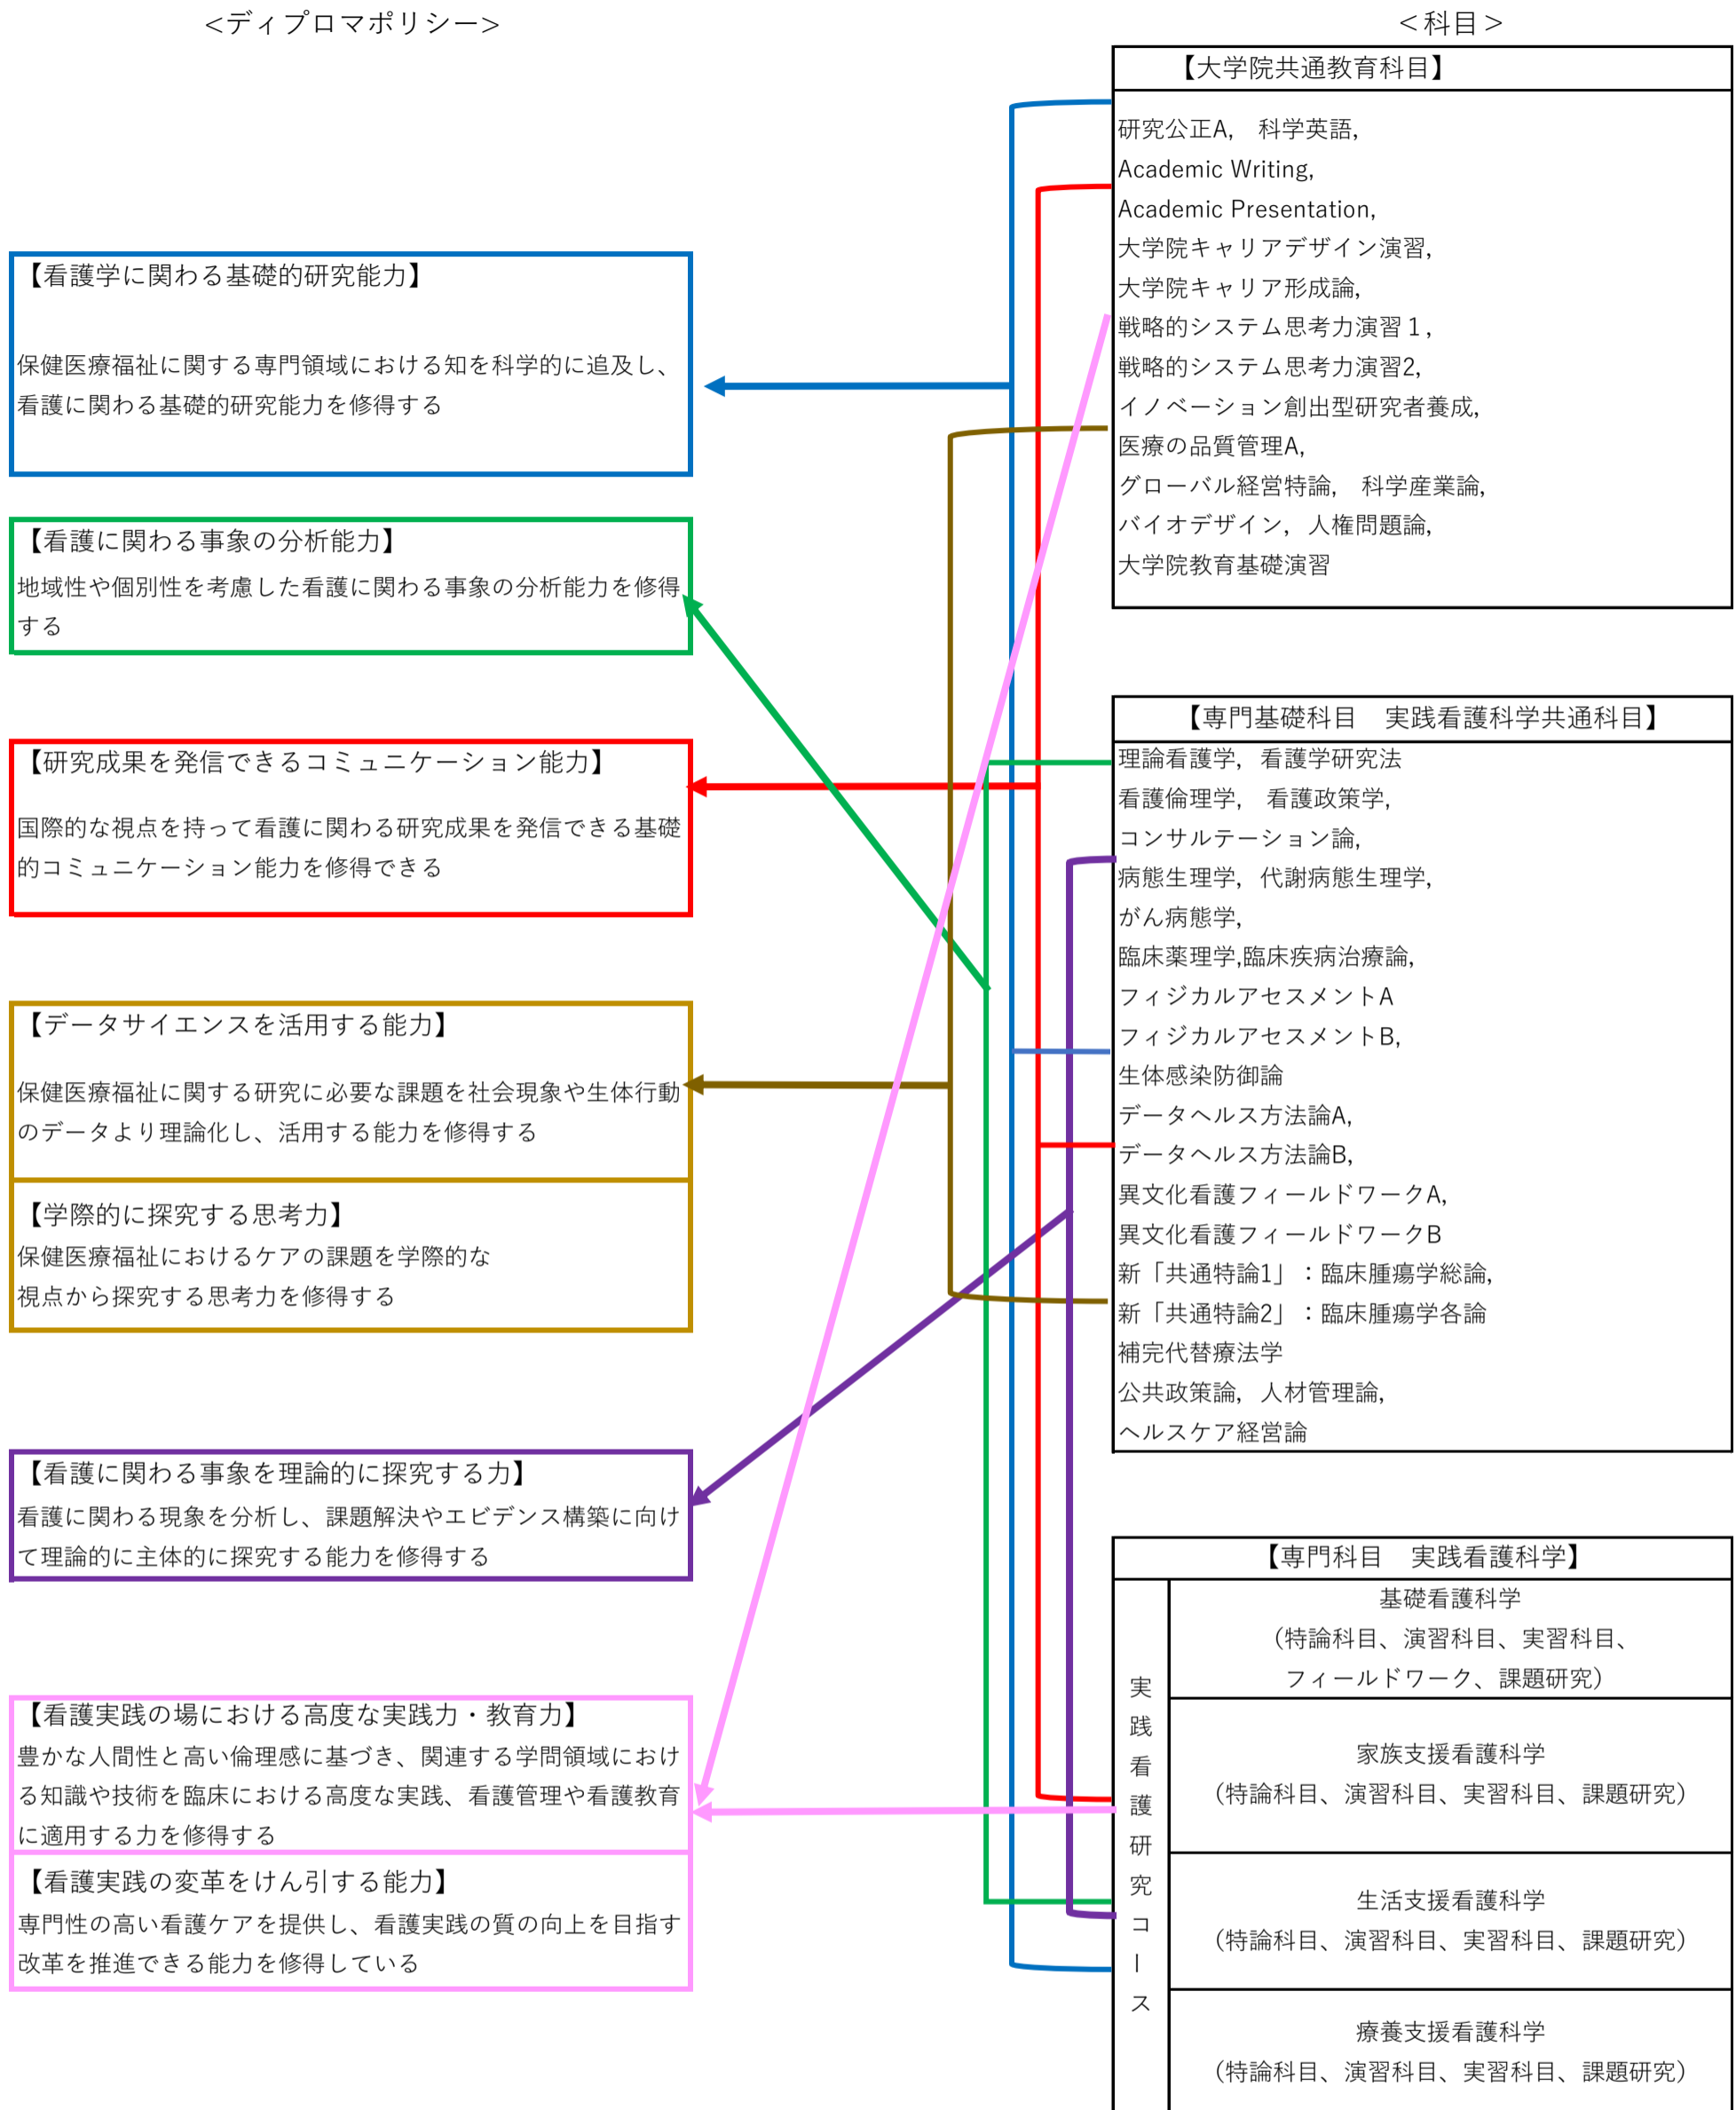 <ディプロマポリシー>
【看護学に関わる基礎的研究能力】
保健医療福祉に関する専門領域における知を科学的に追及し、
看護に関わる基礎的研究能力を修得する
【看護に関わる事象の分析能力】
地域性や個別性を考慮した看護に関わる事象の分析能力を修得
する
【研究成果を発信できるコミュニケーション能力】
国際的な視点を持って看護に関わる研究成果を発信できる基礎
的コミュニケーション能力を修得できる
【データサイエンスを活用する能力】
保健医療福祉に関する研究に必要な課題を社会現象や生体行動
のデータより理論化し、活用する能力を修得する
【学際的に探究する思考力】
保健医療福祉におけるケアの課題を学際的な
視点から探究する思考力を修得する
【看護に関わる事象を理論的に探究する力】
看護に関わる現象を分析し、課題解決やエビデンス構築に向け
て理論的に主体的に探究する能力を修得する
【看護実践の場における高度な実践力・教育力】
豊かな人間性と高い倫理感に基づき、関連する学問領域におけ
る知識や技術を臨床における高度な実践、看護管理や看護教育
に適用する力を修得する
【看護実践の変革をけん引する能力】
専門性の高い看護ケアを提供し、看護実践の質の向上を目指す
改革を推進できる能力を修得している
＜科目＞
【大学院共通教育科目】
研究公正A,　科学英語,
Academic Writing,
Academic Presentation,
大学院キャリアデザイン演習,
大学院キャリア形成論,
戦略的システム思考力演習１,
戦略的システム思考力演習2,
イノベーション創出型研究者養成,
医療の品質管理A,
グローバル経営特論,　科学産業論,
バイオデザイン, 人権問題論,
大学院教育基礎演習
【専門基礎科目　実践看護科学共通科目】
理論看護学, 看護学研究法
看護倫理学,　看護政策学,
コンサルテーション論,
病態生理学, 代謝病態生理学,
がん病態学,
臨床薬理学,臨床疾病治療論,
フィジカルアセスメントA
フィジカルアセスメントB,
生体感染防御論
データヘルス方法論A,
データヘルス方法論B,
異文化看護フィールドワークA,
異文化看護フィールドワークB
新「共通特論1」：臨床腫瘍学総論,
新「共通特論2」：臨床腫瘍学各論
補完代替療法学
公共政策論, 人材管理論,
ヘルスケア経営論
【専門科目　実践看護科学】
実践看護研究コース
基礎看護科学
（特論科目、演習科目、実習科目、
フィールドワーク、課題研究）
家族支援看護科学
（特論科目、演習科目、実習科目、課題研究）
生活支援看護科学
（特論科目、演習科目、実習科目、課題研究）
療養支援看護科学
（特論科目、演習科目、実習科目、課題研究）